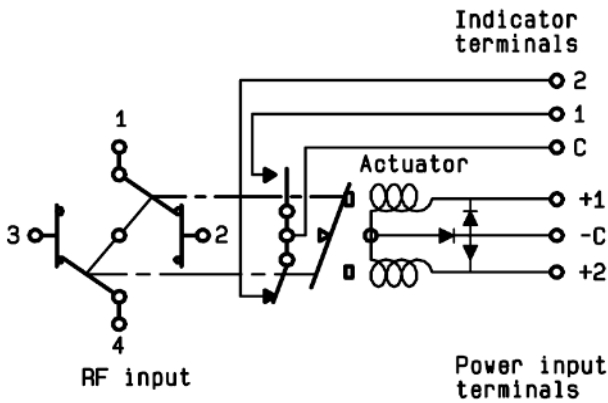 Indicator
terminals
2
1
C
1
Actuator
+1
3
2
-C
+2
4
RF input
Power input
terminals